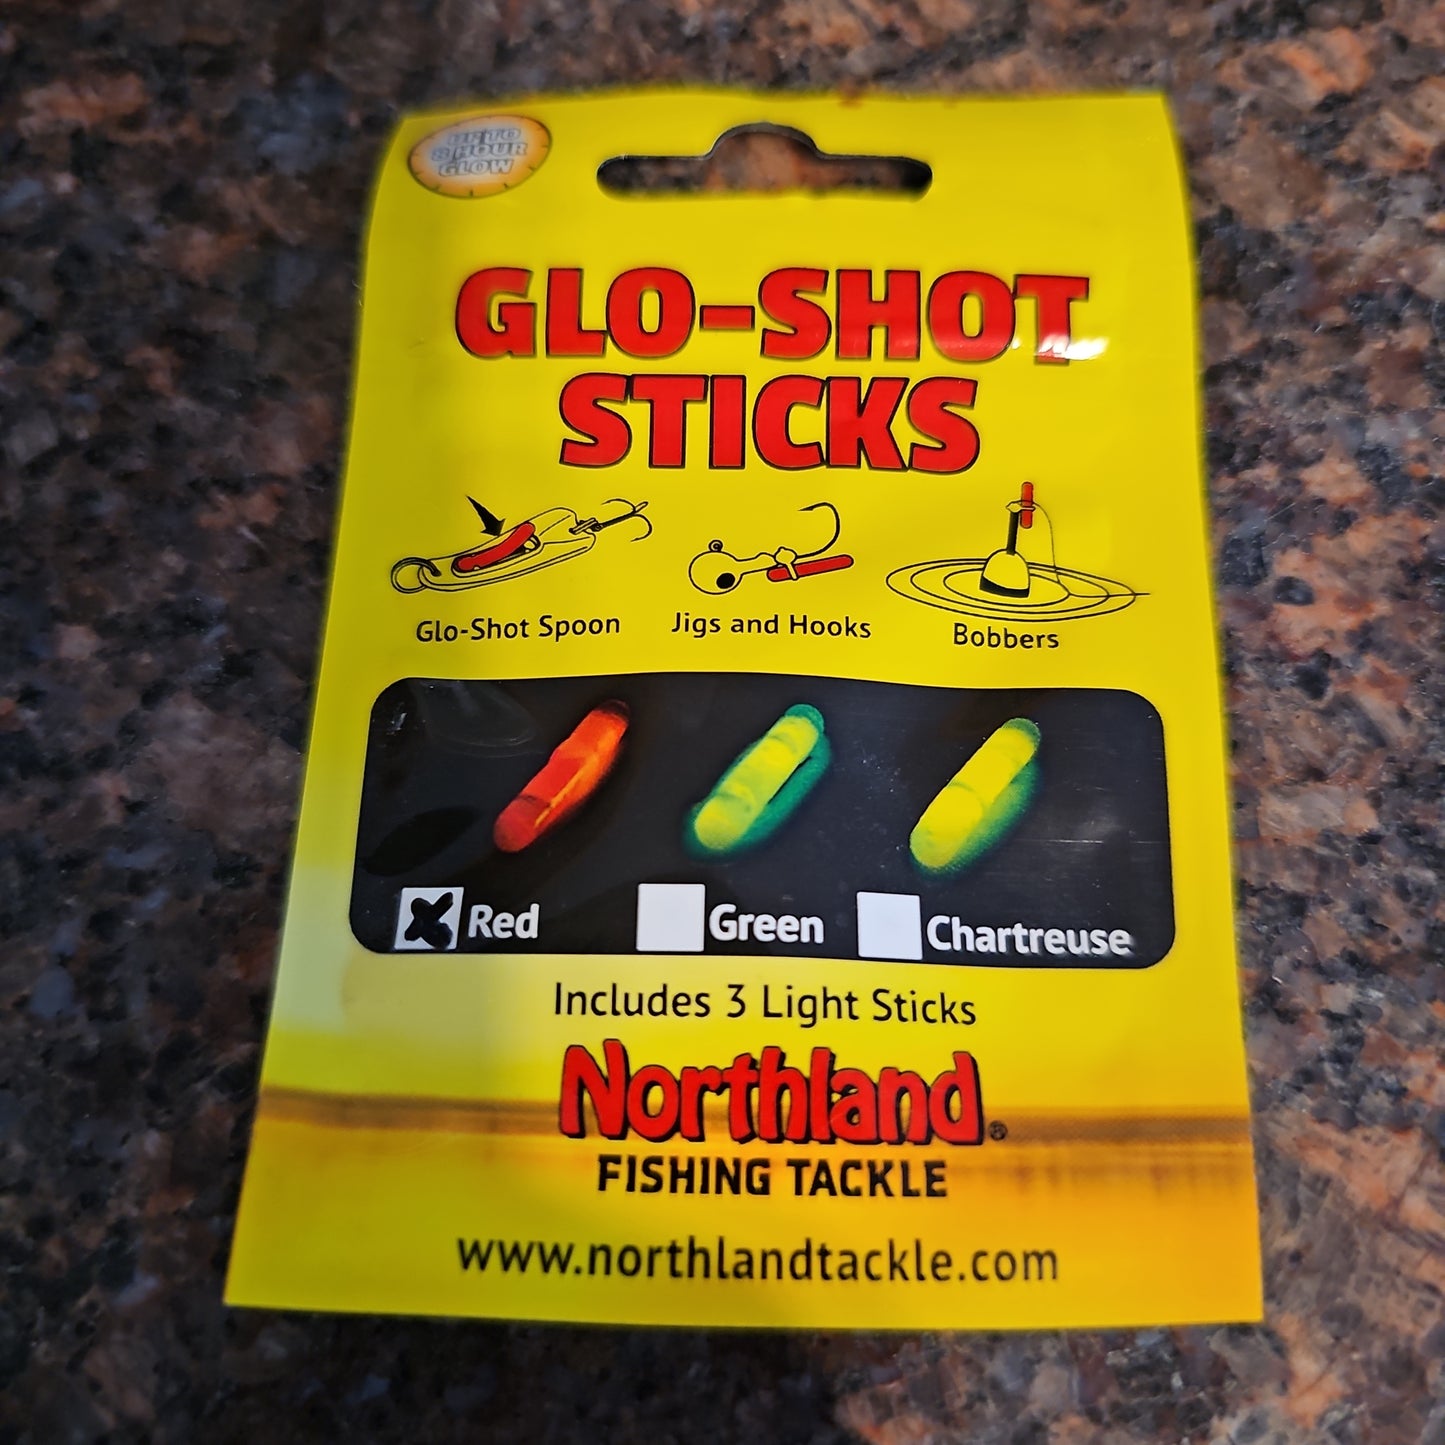 UP TO
8 HOUR
GLOW
GLO-SHOT
STICKS
Glo-Shot Spoon
Jigs and Hooks
Bobbers
Red
Green
Chartreuse
Includes 3 Light Sticks
Northland®
FISHING TACKLE
www.northlandtackle.com